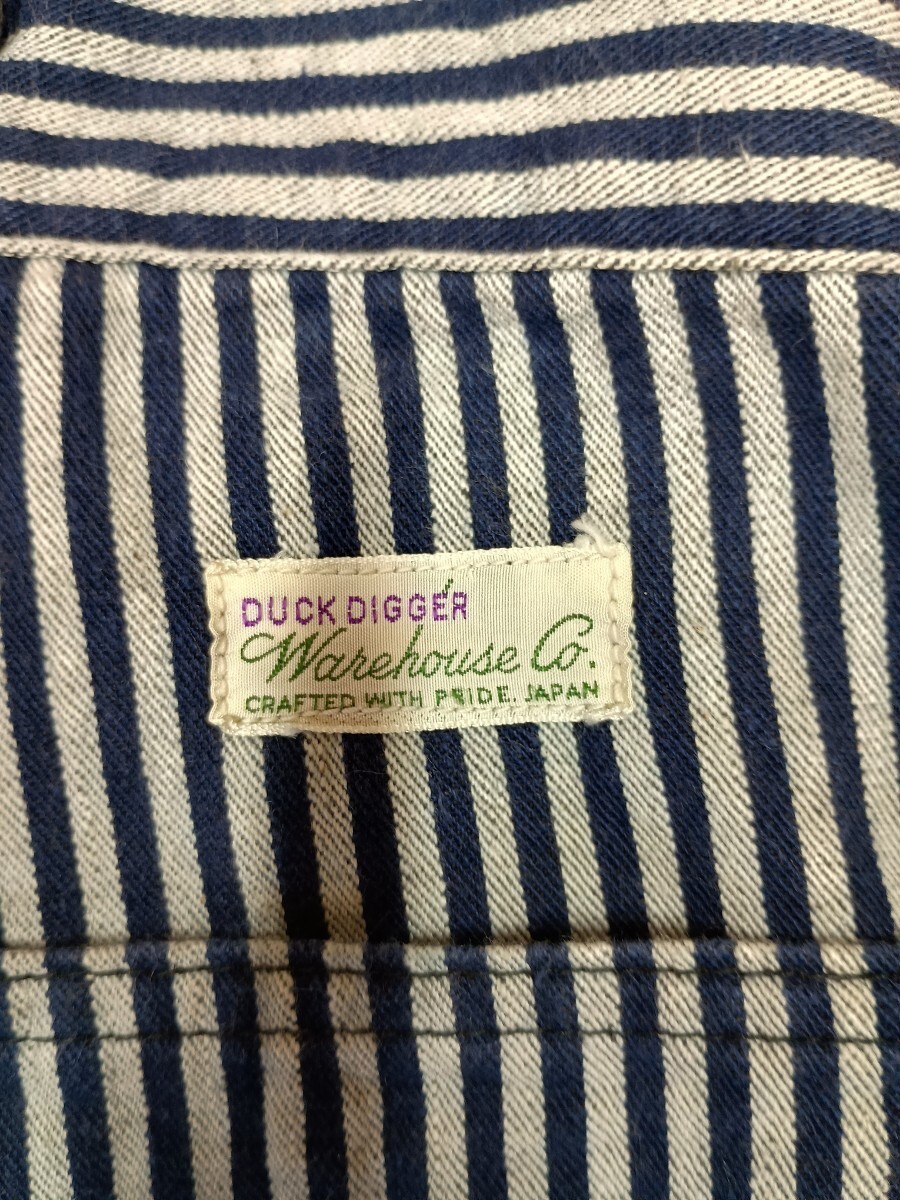 DUCK DIGGER
Warehouse Co.
CRAFTED WITH PRIDE. JAPAN